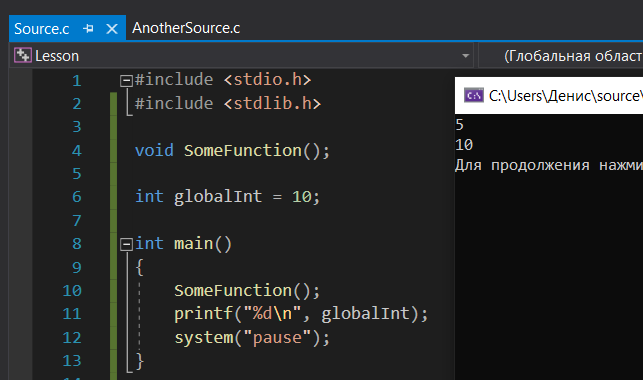 Source.c AnotherSource.c
Lesson (Глобальная област
1 #include <stdio.h>
2 #include <stdlib.h>
3
4 void SomeFunction();
5
6 int globalInt = 10;
7
8 int main()
9 {
10 SomeFunction();
11 printf("%d\n", globalInt);
12 system("pause");
13 }
C:\Users\Денис\source\
5
10
Для продолжения нажми